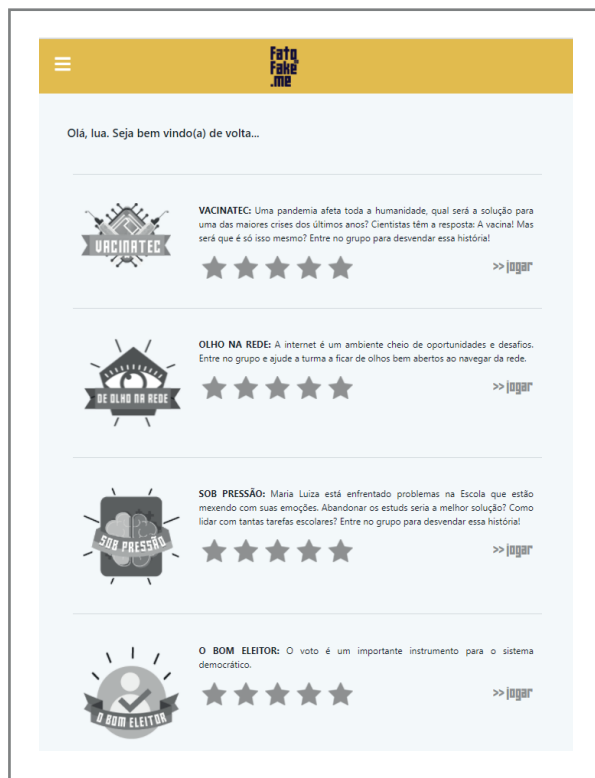 Fato
Fake
.me
Olá, lua. Seja bem vindo(a) de volta...
VACINATEC
VACINATEC: Uma pandemia afeta toda a humanidade, qual será a solução para
uma das maiores crises dos últimos anos? Cientistas têm a resposta: A vacina! Mas
será que é só isso mesmo? Entre no grupo para desvendar essa história!
>>jogar
DE OLHO NA REDE
OLHO NA REDE: A internet é um ambiente cheio de oportunidades e desafios.
Entre no grupo e ajude a turma a ficar de olhos bem abertos ao navegar da rede.
>>jogar
SOB PRESSÃO
SOB PRESSÃO: Maria Luiza está enfrentado problemas na Escola que estão
mexendo com suas emoções. Abandonar os estuds seria a melhor solução? Como
lidar com tantas tarefas escolares? Entre no grupo para desvendar essa história!
>>jogar
O BOM ELEITOR
O BOM ELEITOR: O voto é um importante instrumento para o sistema
democrático.
>>jogar